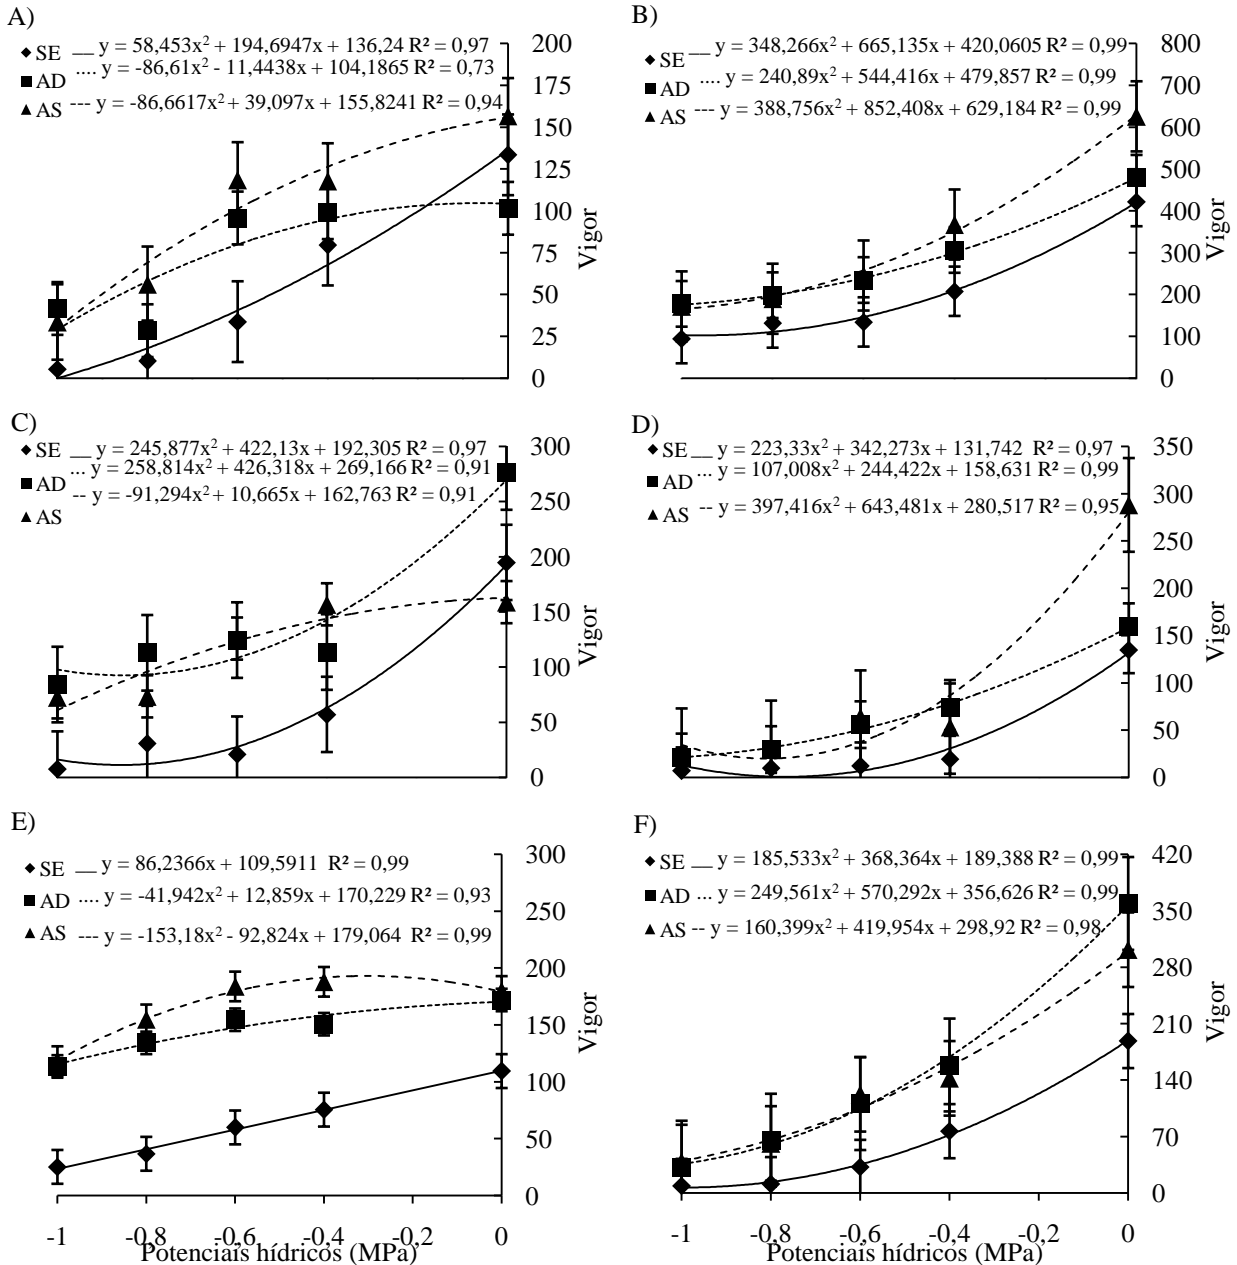 A)
SE __ y = 58,453x² + 194,6947x + 136,24 R² = 0,97
AD .... y = -86,61x² - 11,4438x + 104,1865 R² = 0,73
AS --- y = -86,6617x² + 39,097x + 155,8241 R² = 0,94
200
175
150
125
100
75
50
25
0
Vigor
B)
SE __ y = 348,266x² + 665,135x + 420,0605 R² = 0,99
AD .... y = 240,89x² + 544,416x + 479,857 R² = 0,99
AS --- y = 388,756x² + 852,408x + 629,184 R² = 0,99
800
700
600
500
400
300
200
100
0
Vigor
C)
SE __ y = 245,877x² + 422,13x + 192,305 R² = 0,97
AD ... y = 258,814x² + 426,318x + 269,166 R² = 0,91
AS -- y = -91,294x² + 10,665x + 162,763 R² = 0,91
300
250
200
150
100
50
0
Vigor
D)
SE __ y = 223,33x² + 342,273x + 131,742 R² = 0,97
AD ... y = 107,008x² + 244,422x + 158,631 R² = 0,99
AS -- y = 397,416x² + 643,481x + 280,517 R² = 0,95
350
300
250
200
150
100
50
0
Vigor
E)
SE __ y = 86,2366x + 109,5911 R² = 0,99
AD .... y = -41,942x² + 12,859x + 170,229 R² = 0,93
AS --- y = -153,18x² - 92,824x + 179,064 R² = 0,99
300
250
200
150
100
50
0
Vigor
-1 -0,8 -0,6 -0,4 -0,2 0
Potenciais hídricos (MPa)
F)
SE __ y = 185,533x² + 368,364x + 189,388 R² = 0,99
AD ... y = 249,561x² + 570,292x + 356,626 R² = 0,99
AS -- y = 160,399x² + 419,954x + 298,92 R² = 0,98
420
350
280
210
140
70
0
Vigor
-1 -0,8 -0,6 -0,4 -0,2 0
Potenciais hídricos (MPa)